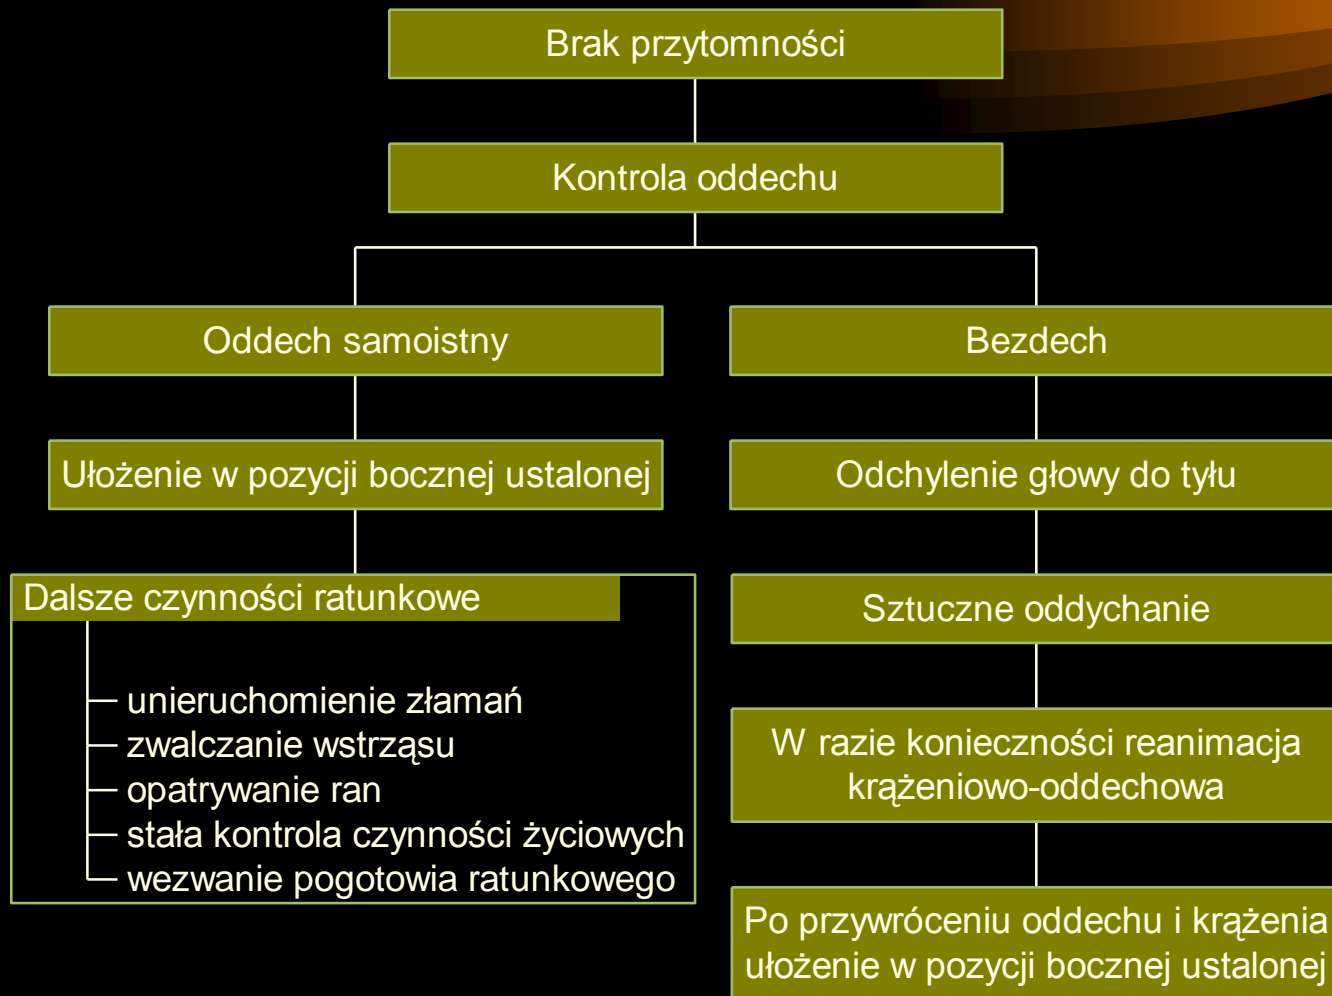 Brak przytomności
Kontrola oddechu
Oddech samoistny
Bezdech
Ułożenie w pozycji bocznej ustalonej
Odchylenie głowy do tyłu
Dalsze czynności ratunkowe
unieruchomienie złamań
zwalczanie wstrząsu
opatrywanie ran
stała kontrola czynności życiowych
wezwanie pogotowia ratunkowego
Sztuczne oddychanie
W razie konieczności reanimacja
krążeniowo-oddechowa
Po przywróceniu oddechu i krążenia
ułożenie w pozycji bocznej ustalonej